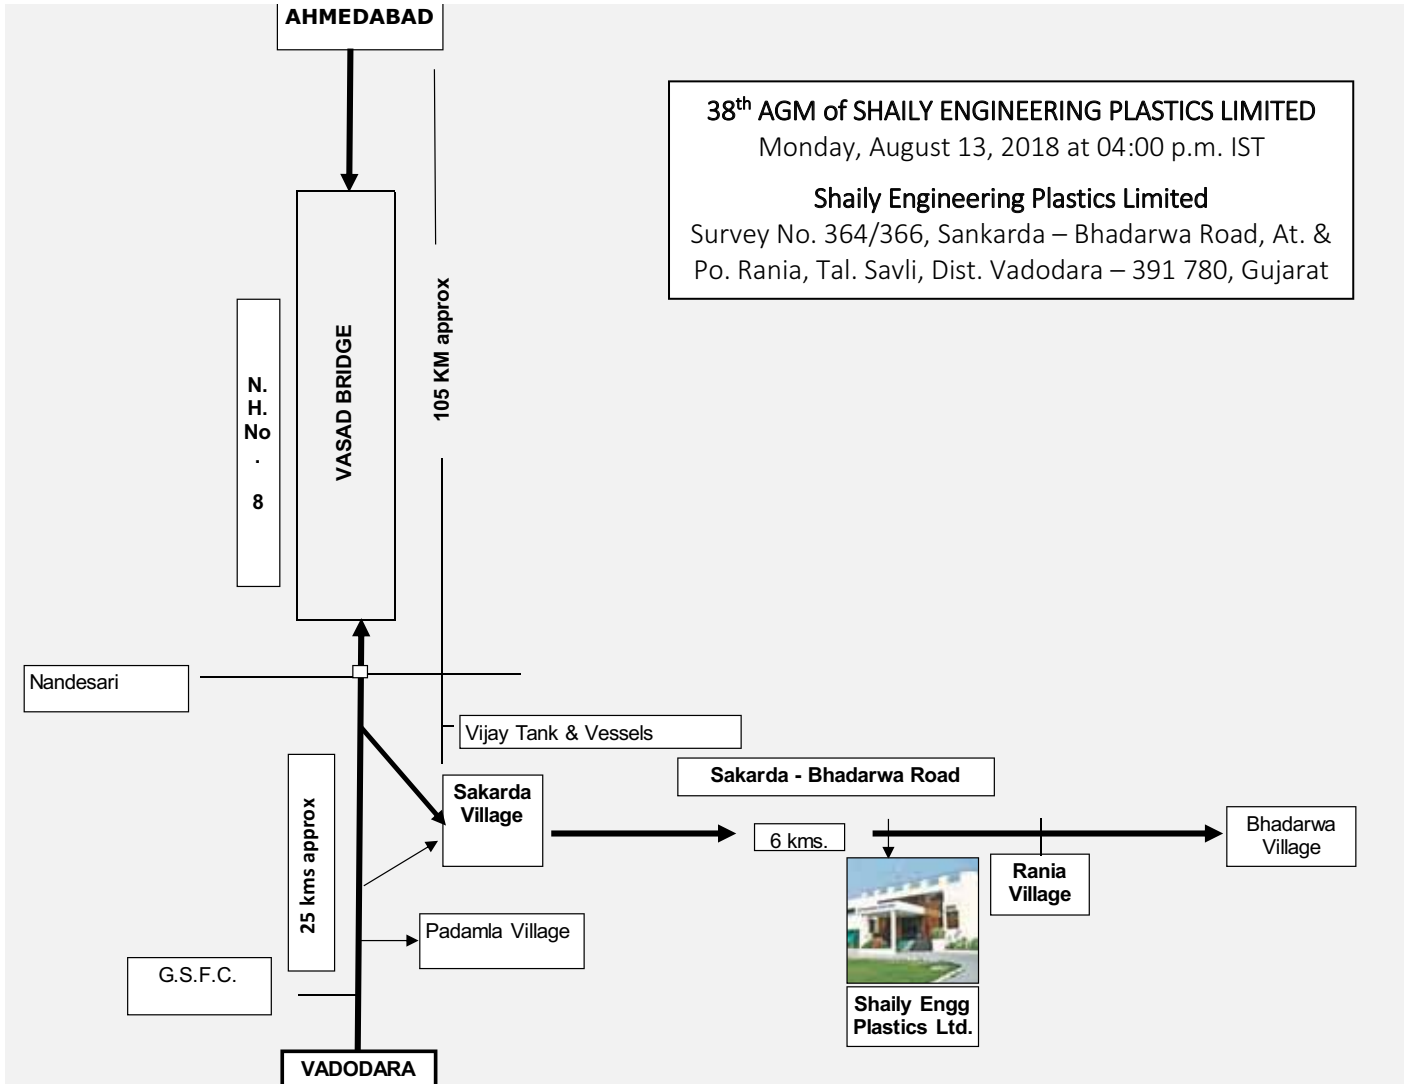 AHMEDABAD
38th AGM of SHAILY ENGINEERING PLASTICS LIMITED
Monday, August 13, 2018 at 04:00 p.m. IST
Shaily Engineering Plastics Limited
Survey No. 364/366, Sankarda – Bhadarwa Road, At. &
Po. Rania, Tal. Savli, Dist. Vadodara – 391 780, Gujarat
105 KM approx
VASAD BRIDGE
N.
H.
No
.
8
Nandesari
Vijay Tank & Vessels
Sakarda - Bhadarwa Road
25 kms approx
Sakarda
Village
6 kms.
Bhadarwa
Village
Rania
Village
Padamla Village
G.S.F.C.
Shaily Engg
Plastics Ltd.
VADODARA